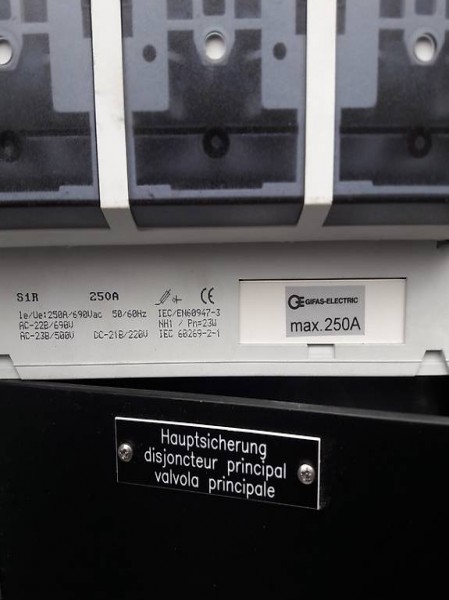 S1R 250A CE
Ie/Ue:250A/690Vac 50/60Hz IEC/EN60947-3
AC-22B/690V NH1 / Pn=23W
AC-23B/500V DC-21B/220V IEC 60269-2-1
GIFAS-ELECTRIC
max.250A
Hauptsicherung
disjoncteur principal
valvola principale